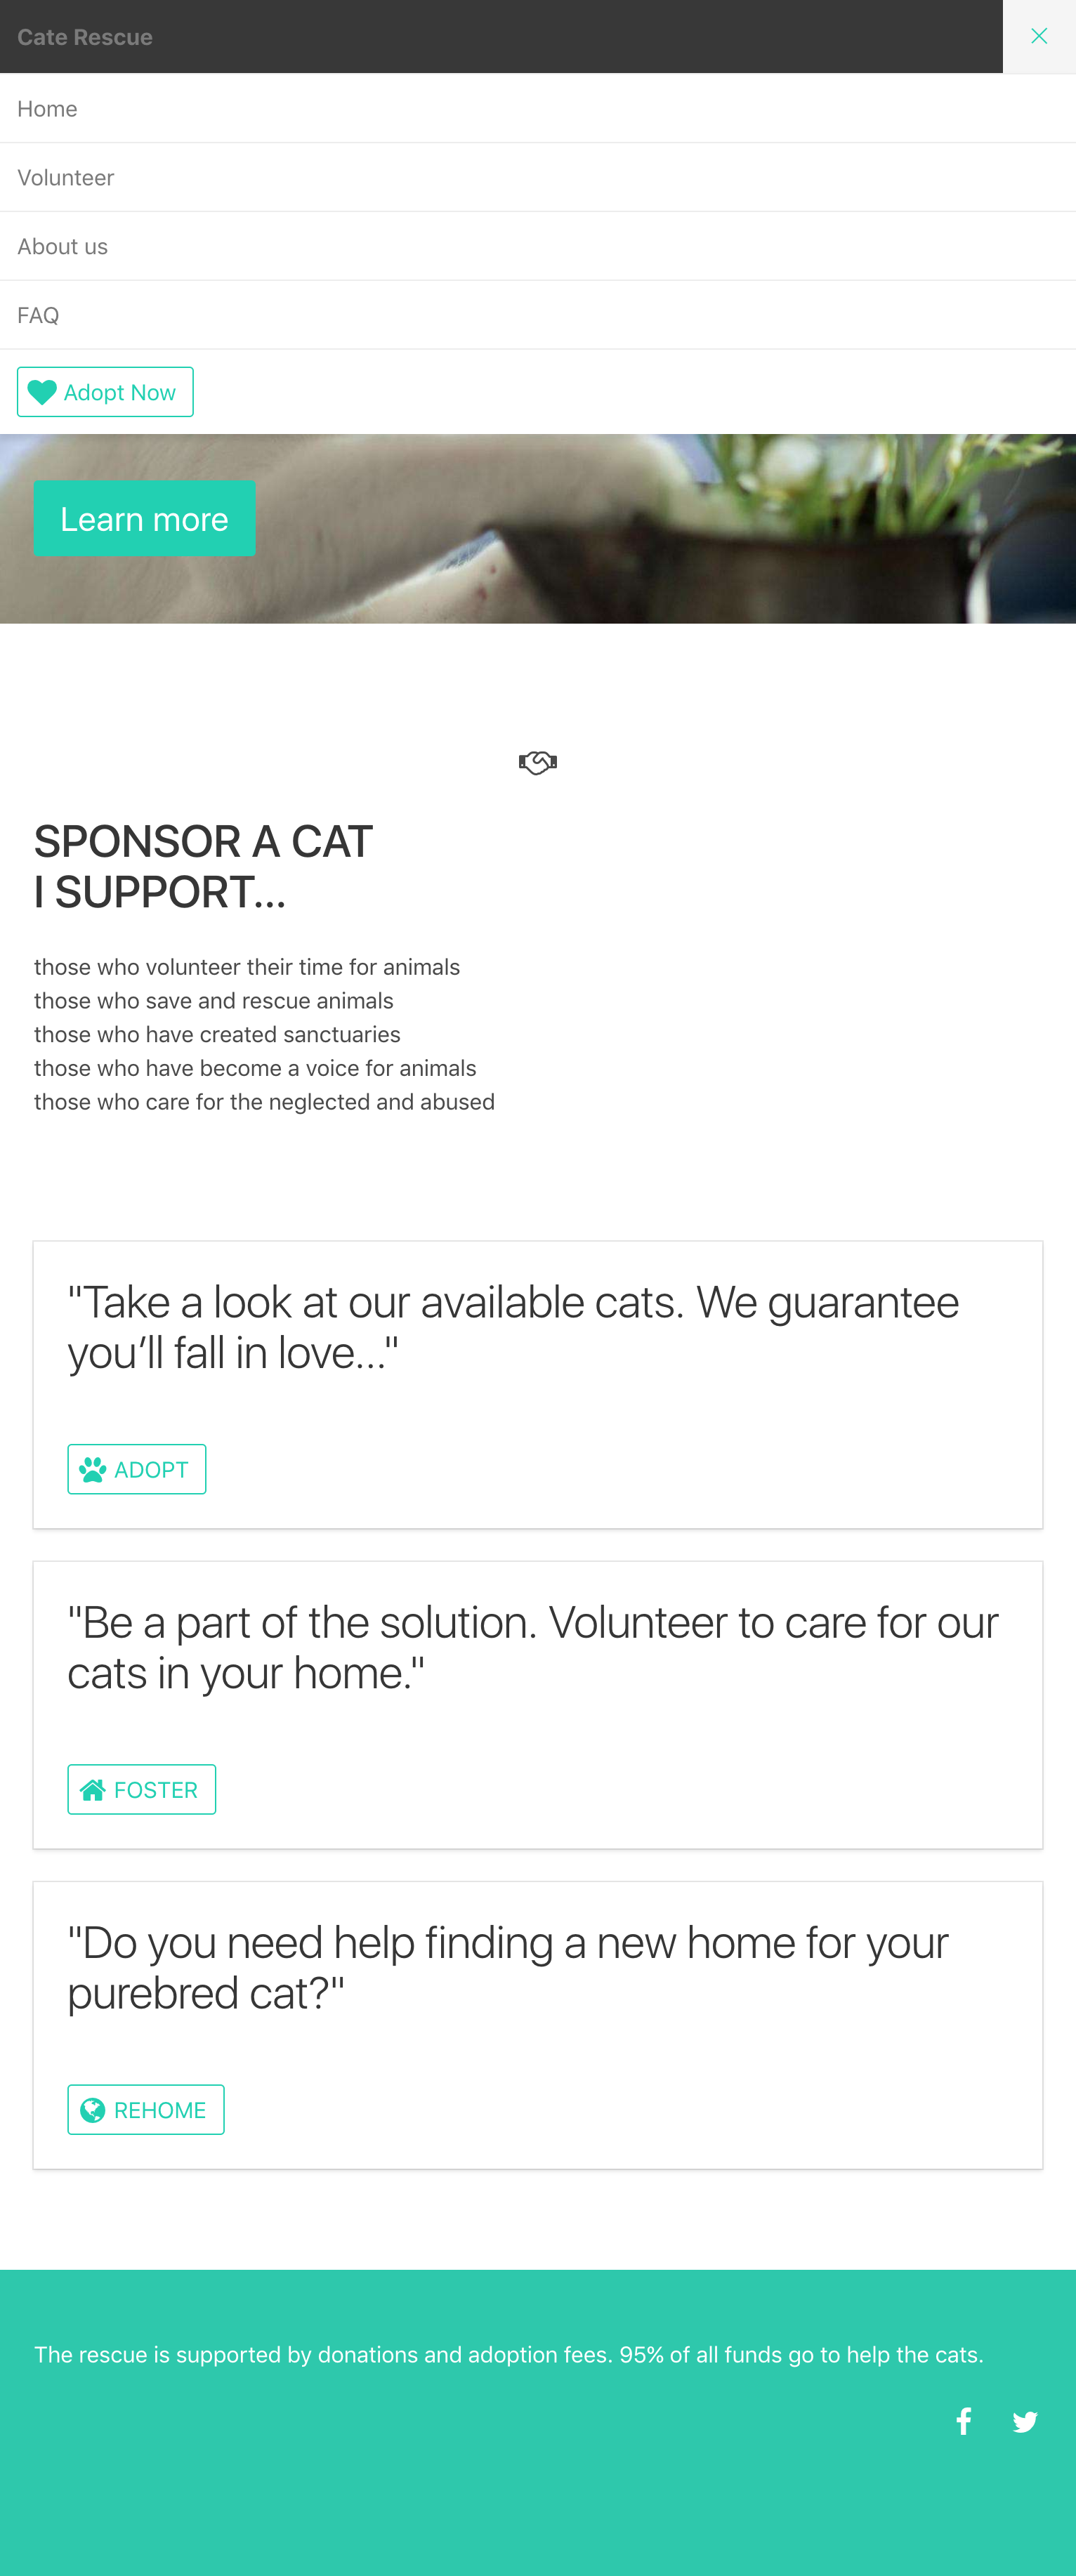 Cate Rescue
Home
Volunteer
About us
FAQ
Adopt Now
Learn more
SPONSOR A CAT
I SUPPORT...
those who volunteer their time for animals
those who save and rescue animals
those who have created sanctuaries
those who have become a voice for animals
those who care for the neglected and abused
"Take a look at our available cats. We guarantee
you’ll fall in love..."
ADOPT
"Be a part of the solution. Volunteer to care for our
cats in your home."
FOSTER
"Do you need help finding a new home for your
purebred cat?"
REHOME
The rescue is supported by donations and adoption fees. 95% of all funds go to help the cats.